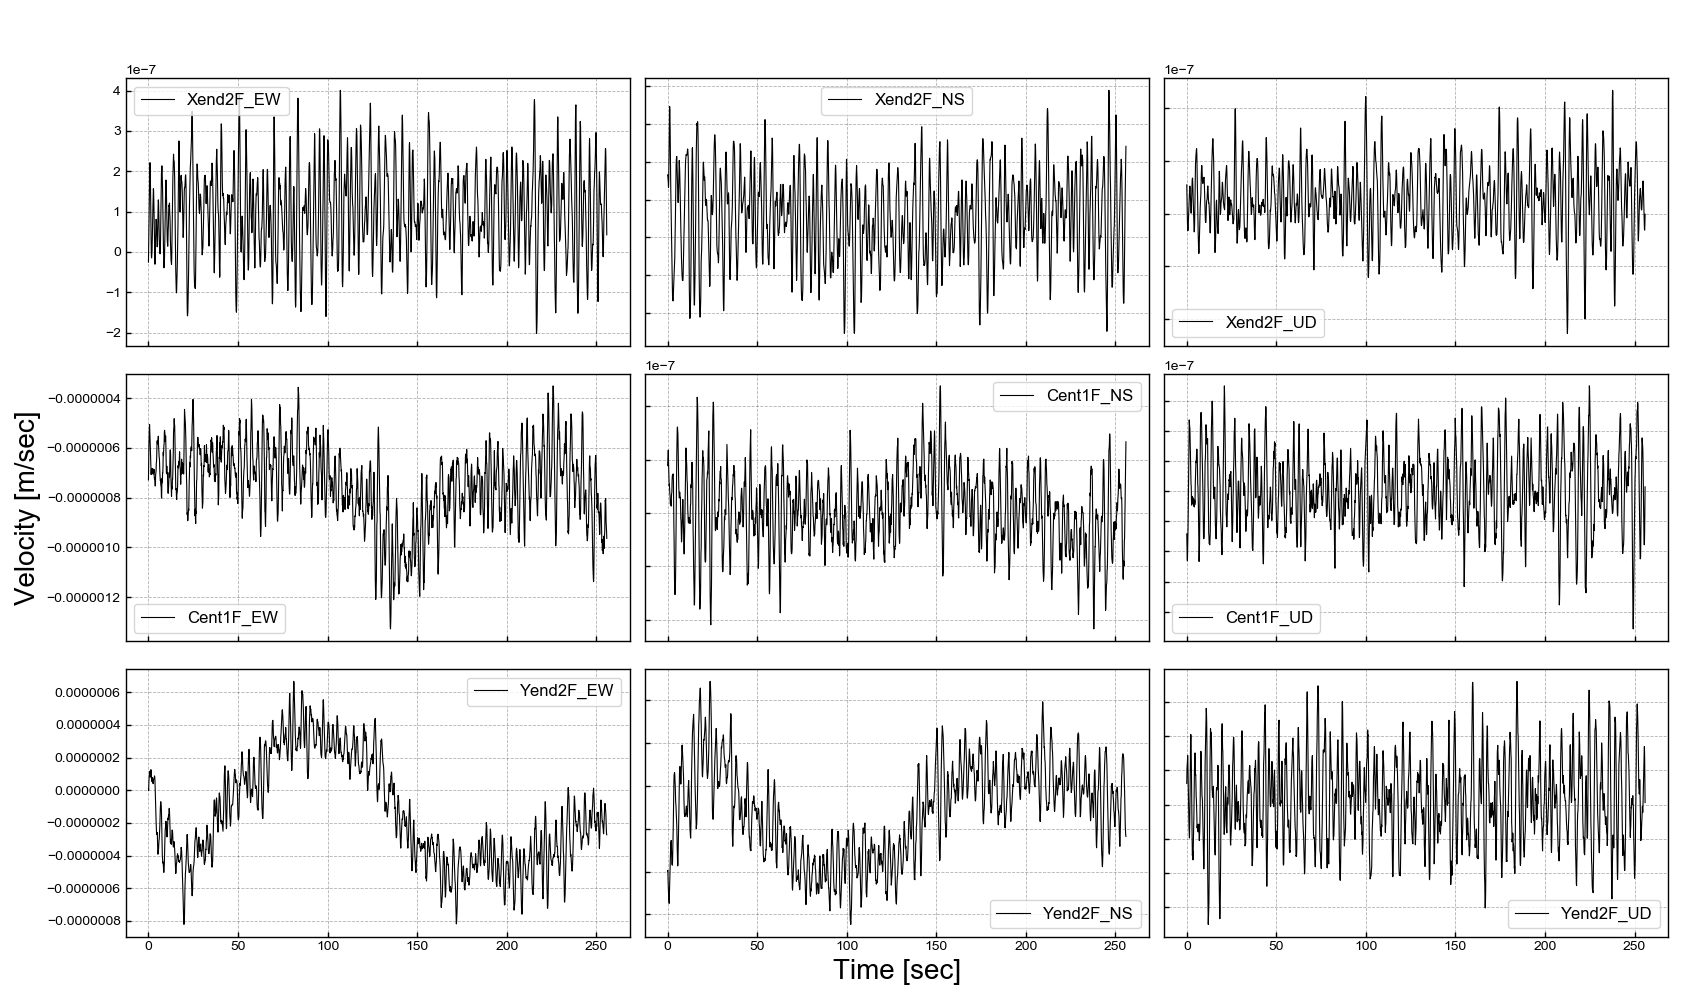 1e−7
1e−7
Xend2F_EW
Xend2F_NS
Xend2F_UD
4
3
2
1
0
−1
−2
1e−7
1e−7
Cent1F_EW
Cent1F_NS
Cent1F_UD
−0.0000004
−0.0000006
−0.0000008
−0.0000010
−0.0000012
Velocity [m/sec]
Yend2F_EW
Yend2F_NS
Yend2F_UD
0.0000006
0.0000004
0.0000002
0.0000000
−0.0000002
−0.0000004
−0.0000006
−0.0000008
0 50 100 150 200 250
0 50 100 150 200 250
0 50 100 150 200 250
Time [sec]